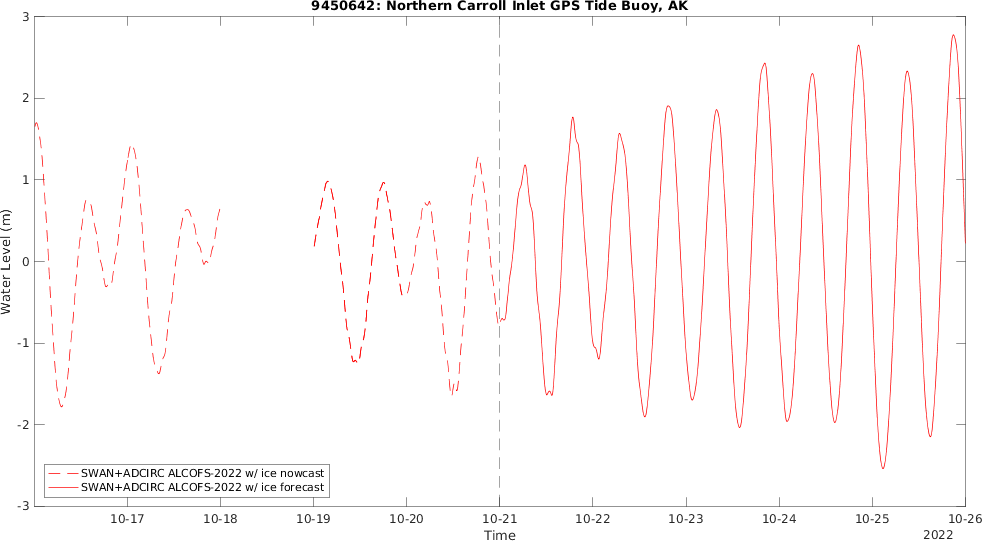 9450642: Northern Carroll Inlet GPS Tide Buoy, AK
3
2
1
0
-1
-2
-3
Water Level (m)
SWAN+ADCIRC ALCOFS-2022 w/ ice nowcast
SWAN+ADCIRC ALCOFS-2022 w/ ice forecast
10-17 10-18 10-19 10-20 10-21 10-22 10-23 10-24 10-25 10-26
Time
2022